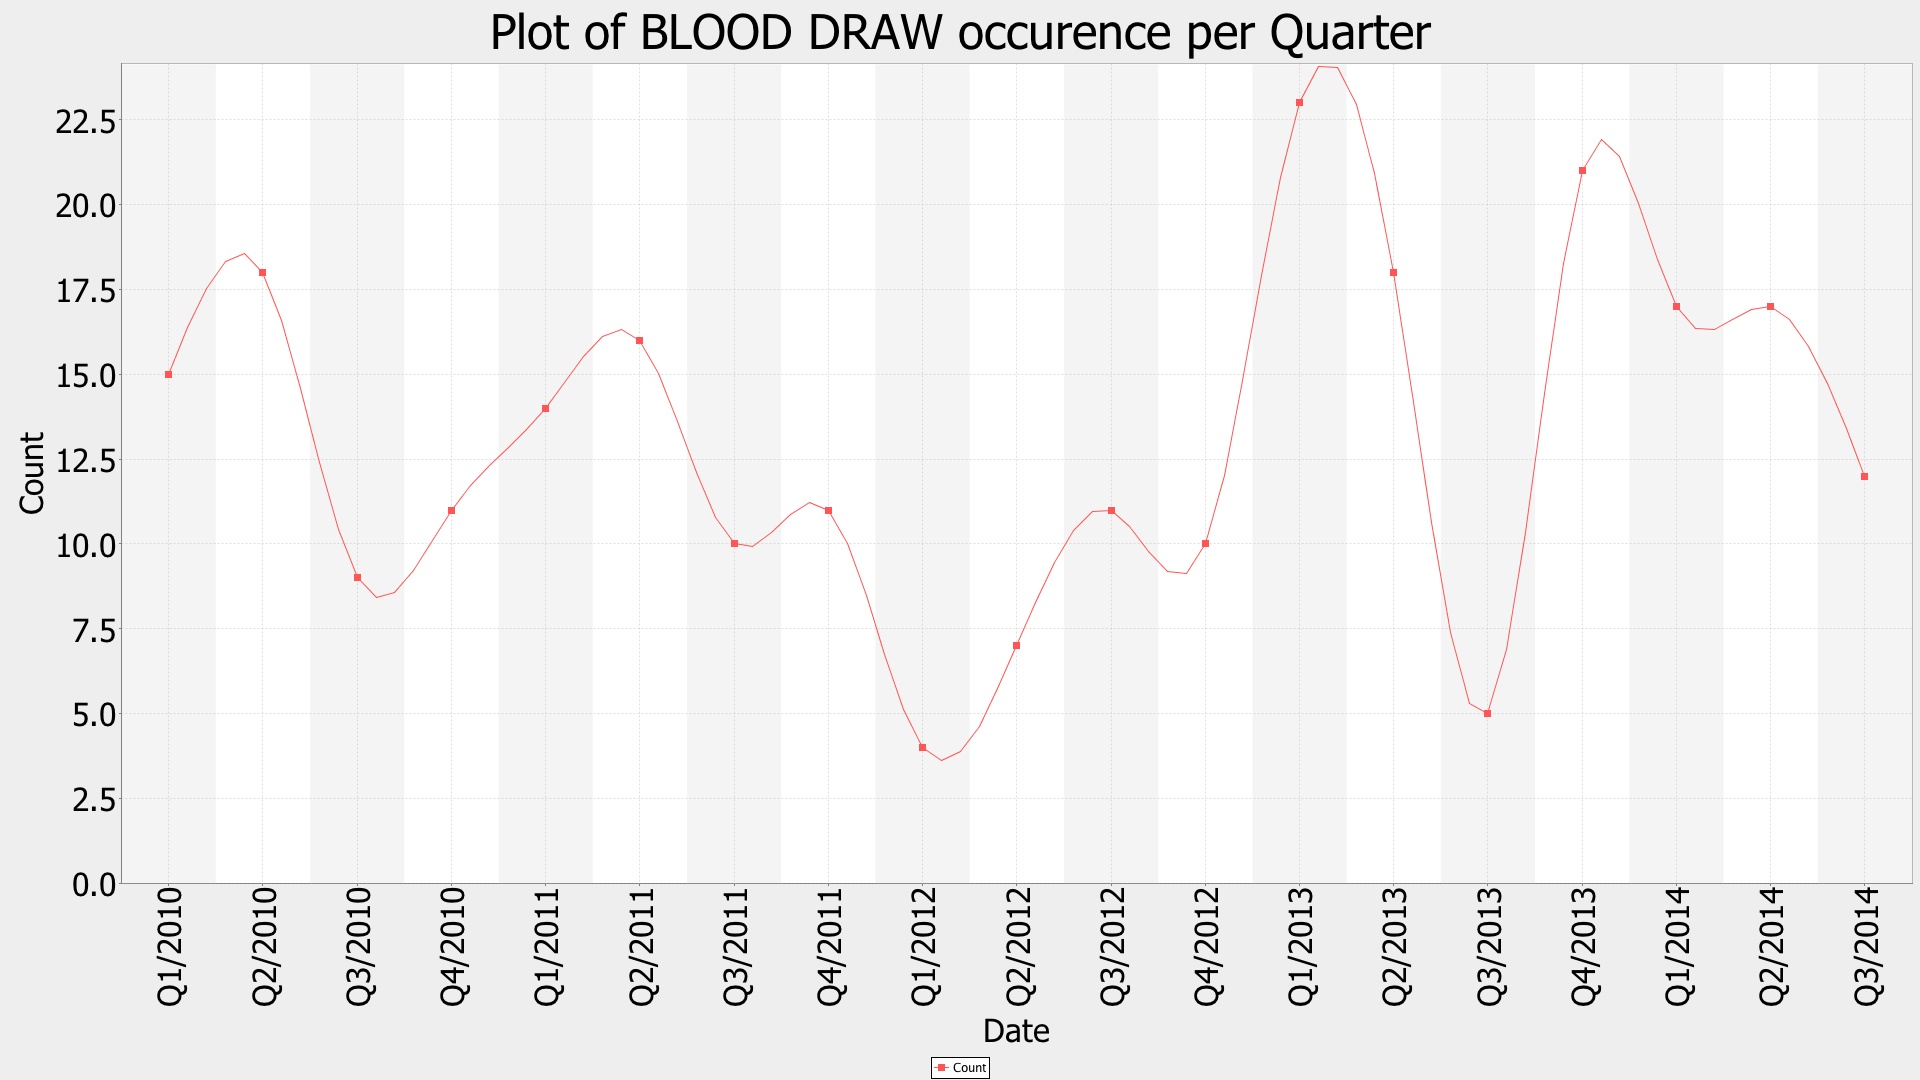 Plot of BLOOD DRAW occurence per Quarter
Count
22.5
20.0
17.5
15.0
12.5
10.0
7.5
5.0
2.5
0.0
Q1/2010
Q2/2010
Q3/2010
Q4/2010
Q1/2011
Q2/2011
Q3/2011
Q4/2011
Q1/2012
Q2/2012
Q3/2012
Q4/2012
Q1/2013
Q2/2013
Q3/2013
Q4/2013
Q1/2014
Q2/2014
Q3/2014
Date
Count